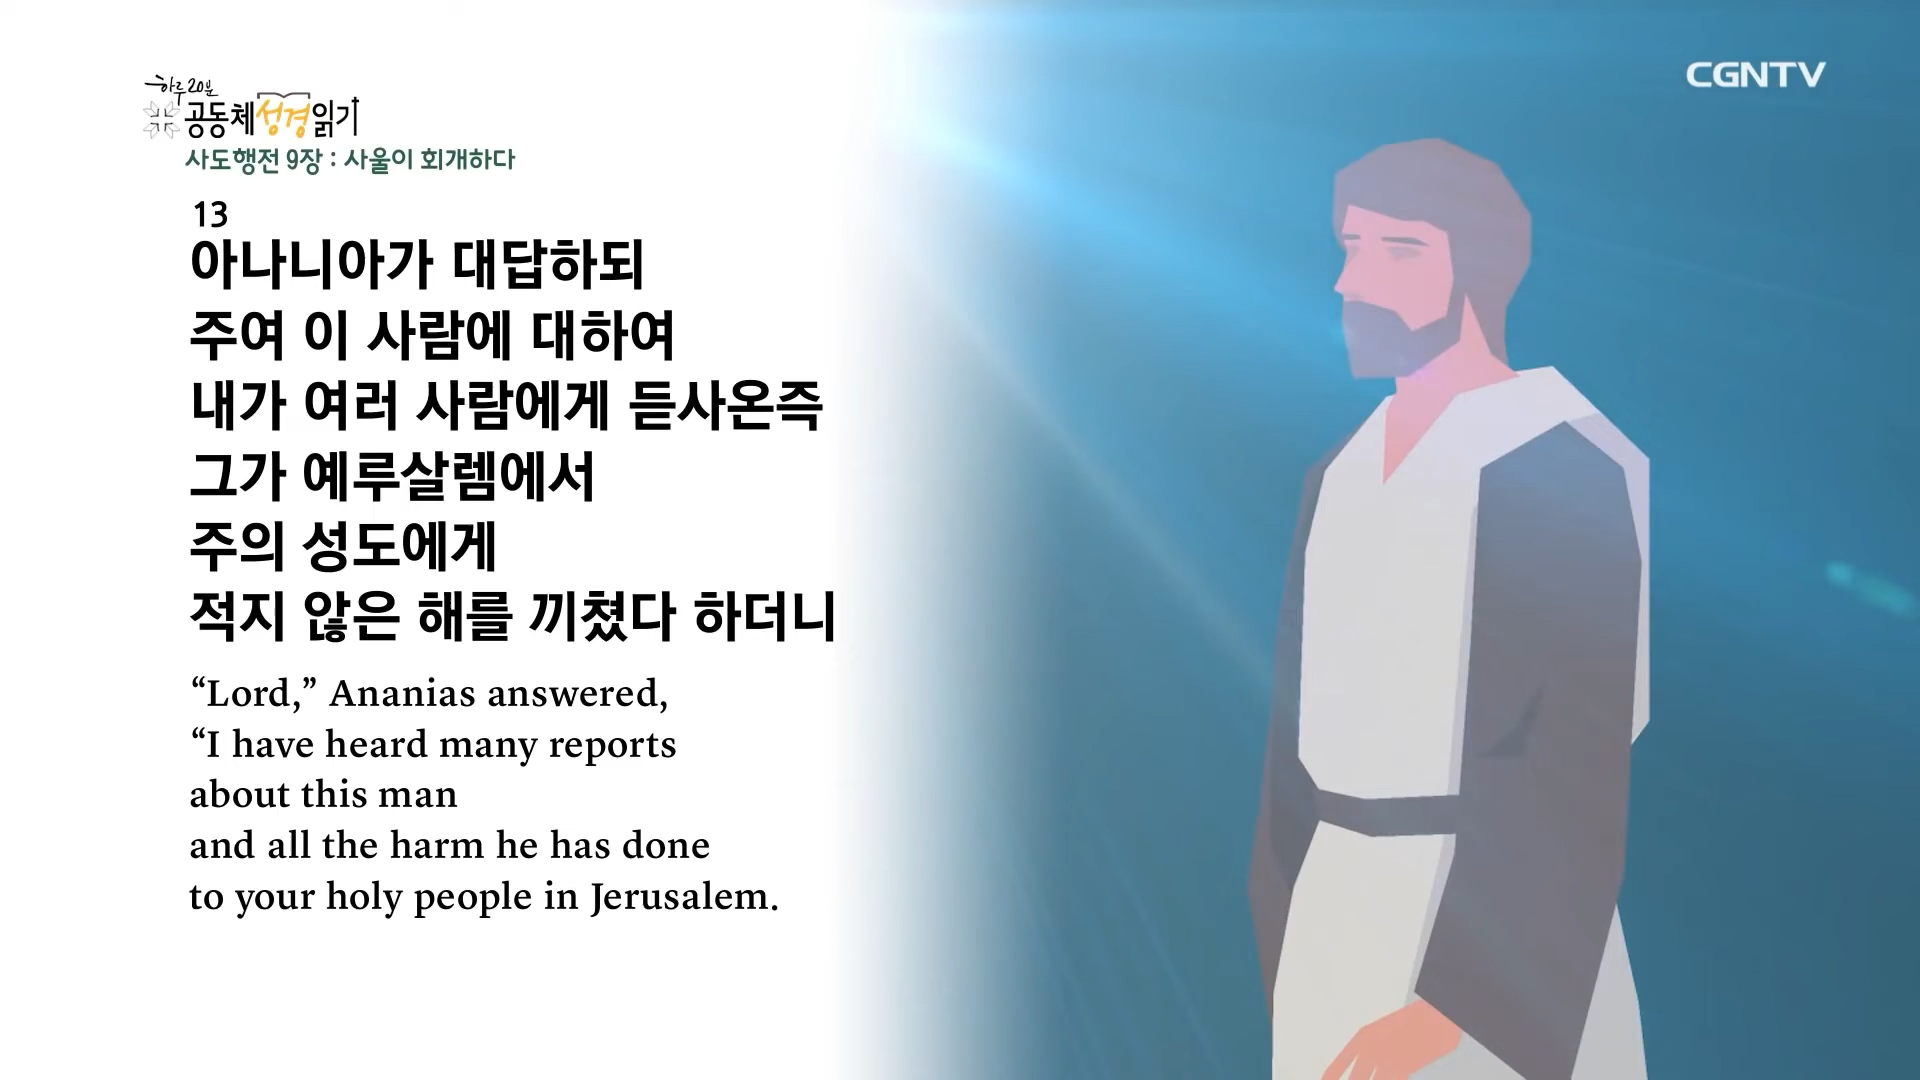 하루 20분
공동체성경읽기
CGNTV
사도행전 9장 : 사울이 회개하다
13
아나니아가 대답하되
주여 이 사람에 대하여
내가 여러 사람에게 듣사온즉
그가 예루살렘에서
주의 성도에게
적지 않은 해를 끼쳤다 하더니
“Lord,” Ananias answered,
“I have heard many reports
about this man
and all the harm he has done
to your holy people in Jerusalem.